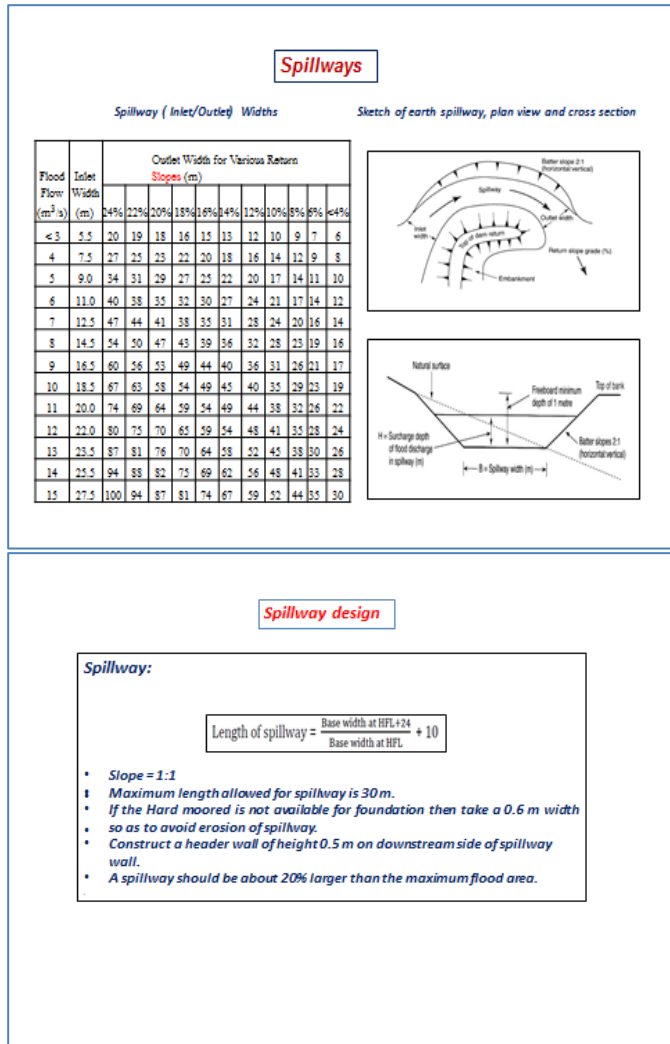 Spillways
Spillway ( Inlet/Outlet) Widths
Sketch of earth spillway, plan view and cross section
Flood Flow (m³/s) Inlet Width (m) Outlet Width for Various Return Slopes (m)
24% 22% 20% 18% 16% 14% 12% 10% 8% 6% <4%
< 3 5.5 20 19 18 16 15 13 12 10 9 7 6
4 7.5 27 25 23 22 20 18 16 14 12 9 8
5 9.0 34 31 29 27 25 22 20 17 14 11 10
6 11.0 40 38 35 32 30 27 24 21 17 14 12
7 12.5 47 44 41 38 35 31 28 24 20 16 14
8 14.5 54 50 47 43 39 36 32 28 23 19 16
9 16.5 60 56 53 49 44 40 36 31 26 21 17
10 18.5 67 63 58 54 49 45 40 35 29 23 19
11 20.0 74 69 64 59 54 49 44 38 32 26 22
12 22.0 80 75 70 65 59 54 48 41 35 28 24
13 23.5 87 81 76 70 64 58 52 45 38 30 26
14 25.5 94 88 82 75 69 62 56 48 41 33 28
15 27.5 100 94 87 81 74 67 59 52 44 35 30
Batter slope 2:1
(horizontal vertical)
Spillway
Inlet
width
Top of dam return
Outlet width
Return slope grade (%)
Embankment
Natural surface
Freeboard minimum
depth of 1 metre
Top of bank
H = Surcharge depth
of flood discharge
in spillway (m)
Batter slopes 2:1
(horizontal vertical)
B = Spillway width (m)
Spillway design
Spillway:
Length of spillway = Base width at HFL+24 / Base width at HFL + 10
• Slope = 1:1
• Maximum length allowed for spillway is 30 m.
• If the Hard moored is not available for foundation then take a 0.6 m width
• so as to avoid erosion of spillway.
• Construct a header wall of height 0.5 m on downstream side of spillway
wall.
• A spillway should be about 20% larger than the maximum flood area.